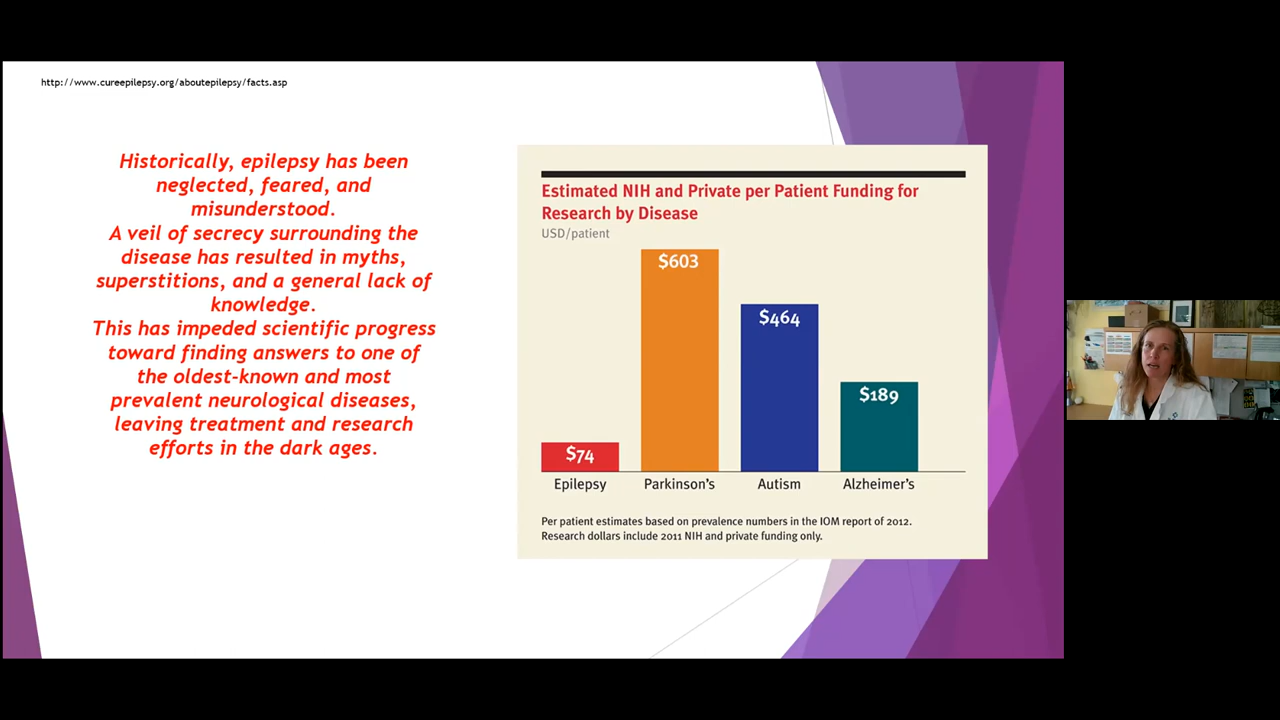 http://www.cureepilepsy.org/aboutepilepsy/facts.asp
Historically, epilepsy has been
neglected, feared, and
misunderstood.
A veil of secrecy surrounding the
disease has resulted in myths,
superstitions, and a general lack of
knowledge.
This has impeded scientific progress
toward finding answers to one of
the oldest-known and most
prevalent neurological diseases,
leaving treatment and research
efforts in the dark ages.
Estimated NIH and Private per Patient Funding for
Research by Disease
USD/patient
$603
$464
$189
$74
Epilepsy Parkinson's Autism Alzheimer's
Per patient estimates based on prevalence numbers in the IOM report of 2012.
Research dollars include 2011 NIH and private funding only.